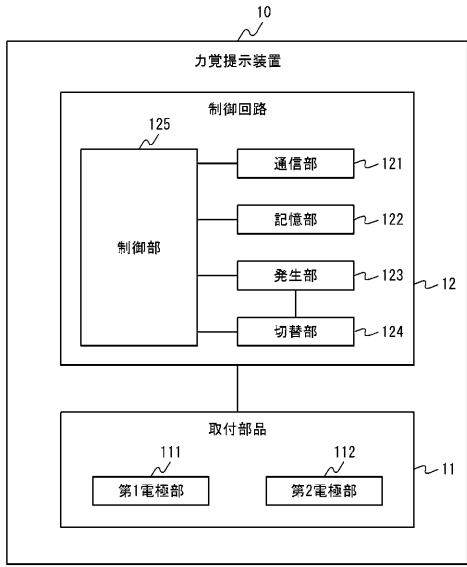 10
力覚提示装置
制御回路
125
制御部
通信部
121
記憶部
122
発生部
123
切替部
124
12
取付部品
111
第1電極部
112
第2電極部
11